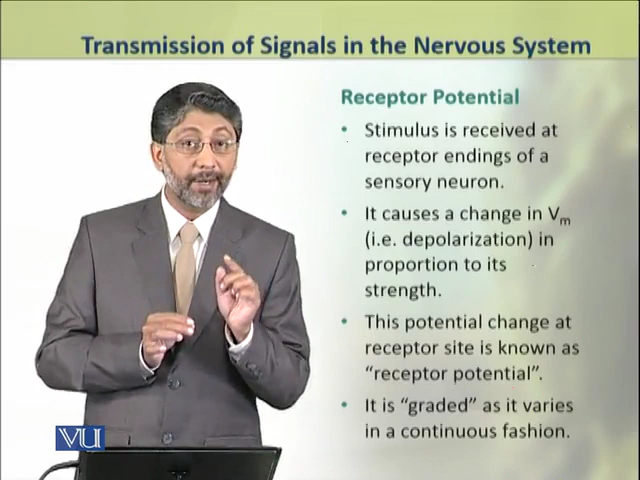 Transmission of Signals in the Nervous System
Receptor Potential
• Stimulus is received at
receptor endings of a
sensory neuron.
• It causes a change in Vm
(i.e. depolarization) in
proportion to its
strength.
• This potential change at
receptor site is known as
“receptor potential”.
• It is “graded” as it varies
in a continuous fashion.
VU